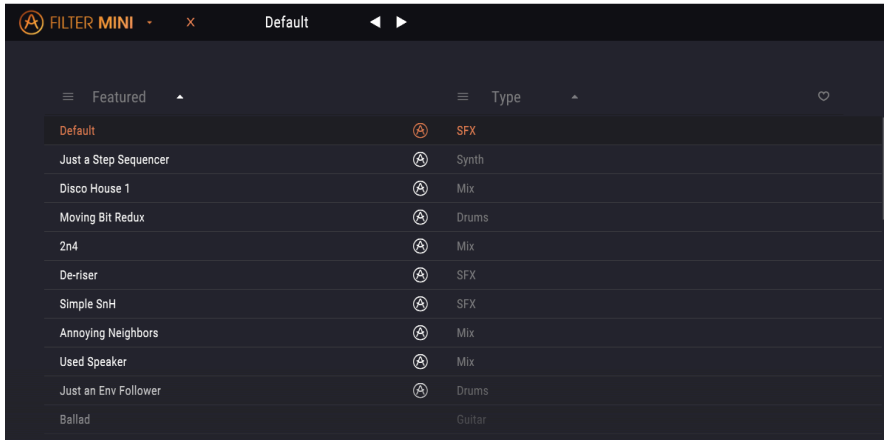 FILTER MINI X Default
Featured Type
Default SFX
Just a Step Sequencer Synth
Disco House 1 Mix
Moving Bit Redux Drums
2n4 Mix
De-riser SFX
Simple SnH SFX
Annoying Neighbors Mix
Used Speaker Mix
Just an Env Follower Drums
Ballad Guitar